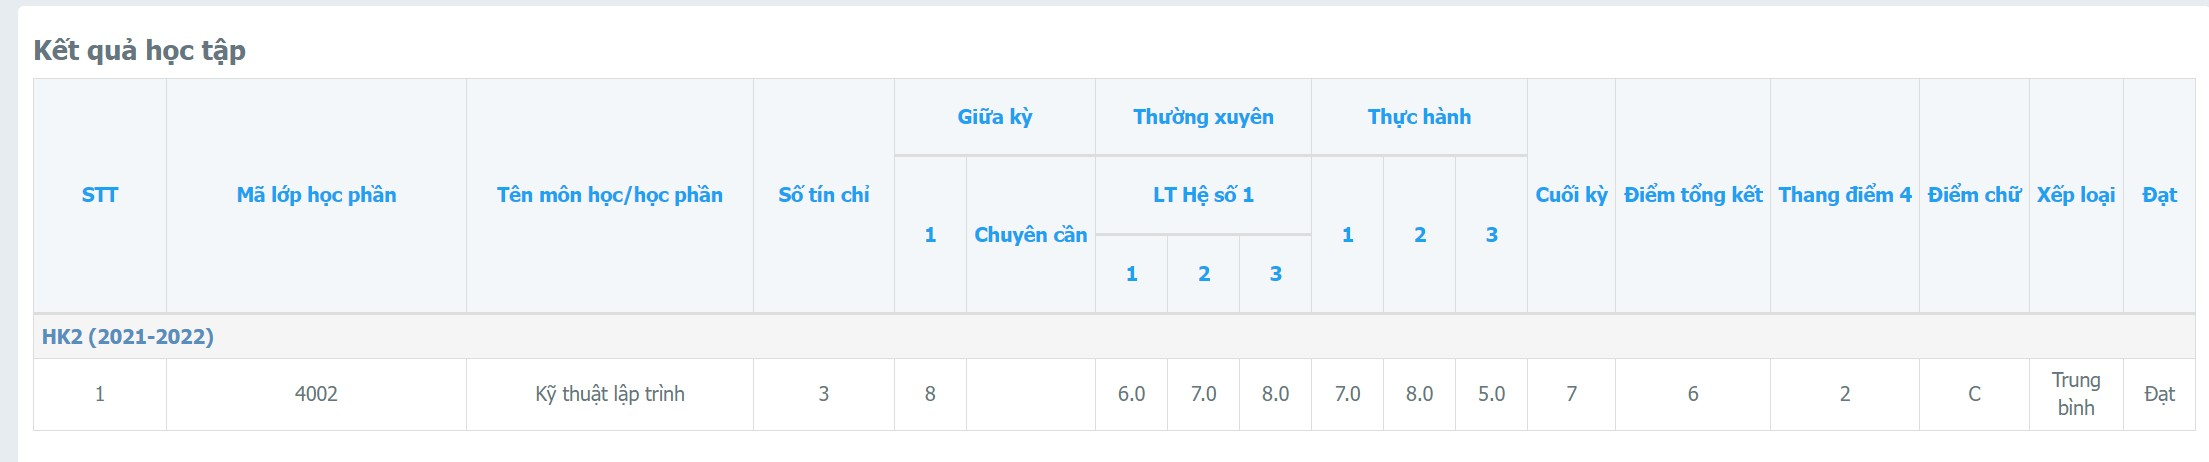 Kết quả học tập
STT Mã lớp học phần Tên môn học/học phần Số tín chỉ Giữa kỳ Thường xuyên Thực hành Cuối kỳ Điểm tổng kết Thang điểm 4 Điểm chữ Xếp loại Đạt
1 Chuyên cần LT Hệ số 1 1 2 3
1 2 3
HK2 (2021-2022)
1 4002 Kỹ thuật lập trình 3 8 6.0 7.0 8.0 7.0 8.0 5.0 7 6 2 C Trung bình Đạt